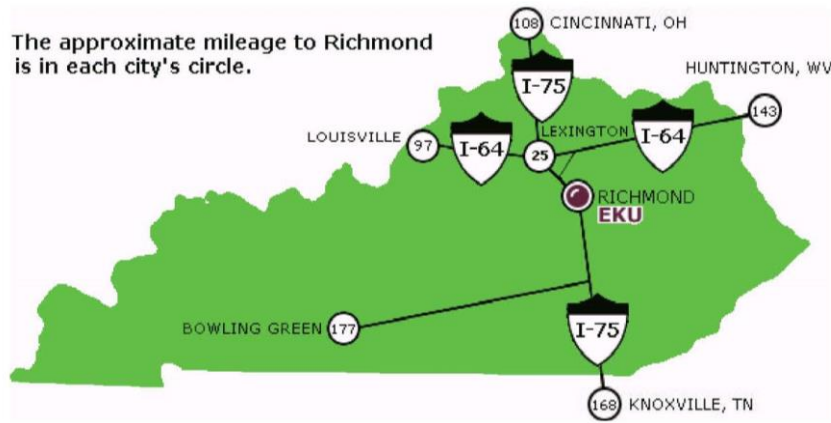 The approximate mileage to Richmond
is in each city's circle.
108 CINCINNATI, OH
I-75
HUNTINGTON, WV
143
LOUISVILLE 97
I-64
LEXINGTON
25
I-64
RICHMOND
EKU
BOWLING GREEN 177
I-75
168 KNOXVILLE, TN